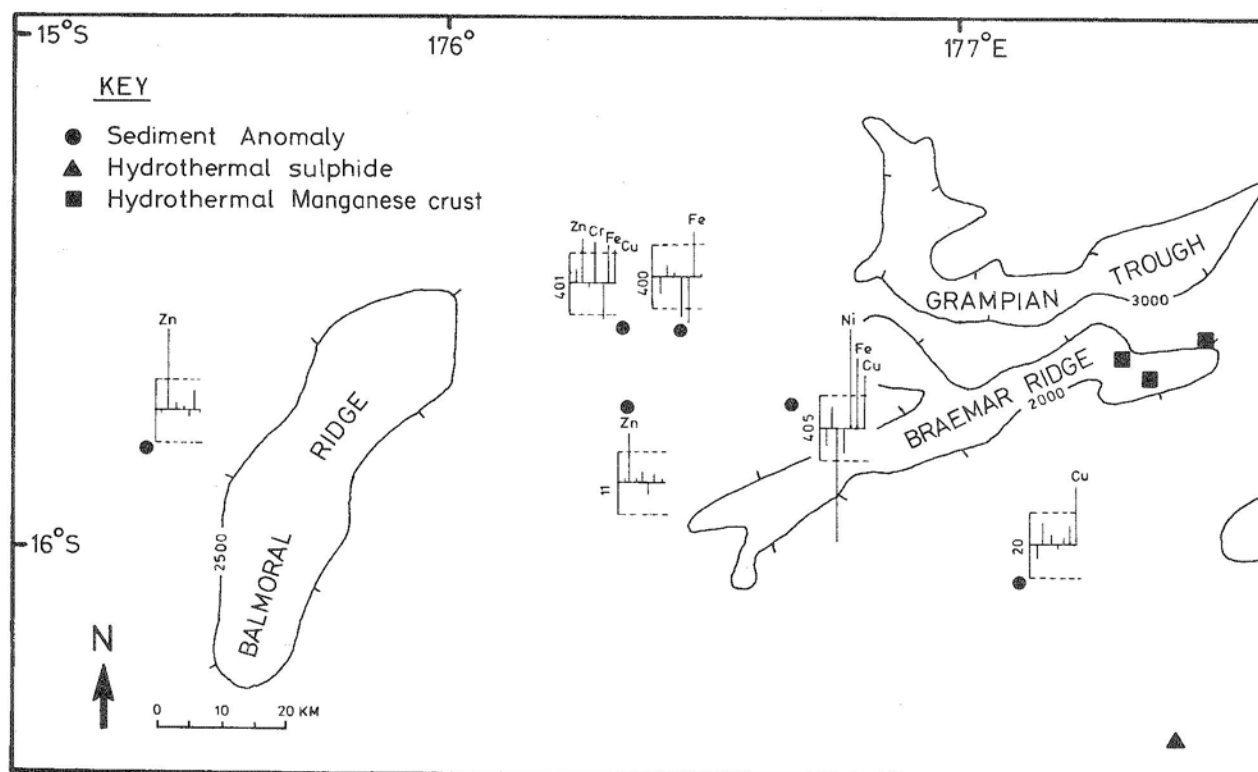 15°S
176°
177°E
KEY
Sediment Anomaly
Hydrothermal sulphide
Hydrothermal Manganese crust
Zn Cr Fe Cu
401
Fe
400
GRAMPIAN TROUGH
3000
Zn
Ni
Fe
Cu
405
BRAEMAR RIDGE
2000
Zn
11
BALMORAL RIDGE
2500
Cu
20
16°S
N
0 10 20 KM